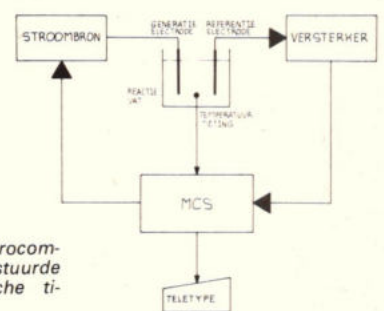 GENERATIE
ELECTRODE
REFERENTIE
ELECTRODE
STROOMBRON
VERSTERKER
REACTIE
VAT
TEMPERATUUR
METING
MCS
rocom-
stuurde
che ti-
TELETYPE